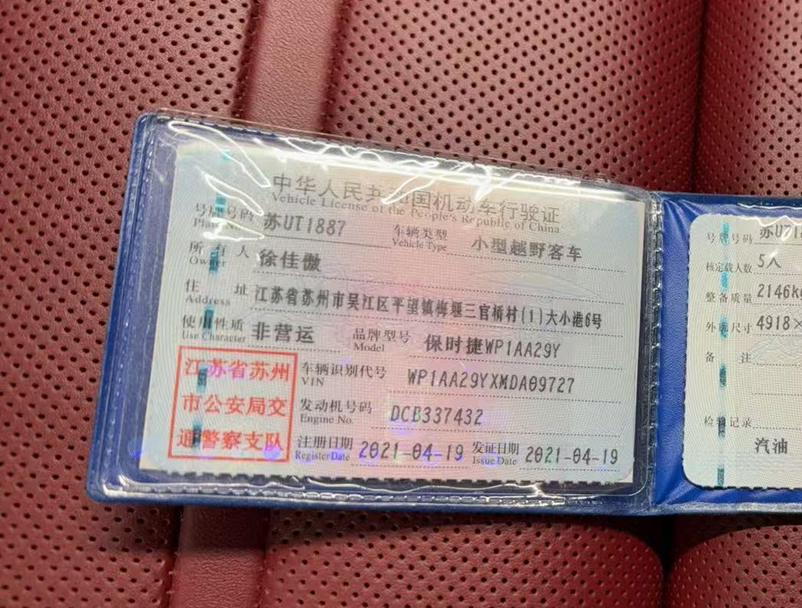 中华人民共和国机动车行驶证
Vehicle License of the People's Republic of China
号牌号码 苏UT1887 车辆类型 小型越野客车
Plate No. Vehicle Type
所有人 徐佳傲
Owner
住址 江苏省苏州市吴江区平望镇梅堰三官桥村(1)大小港6号
Address
使用性质 非营运 品牌型号 保时捷WP1AA29Y
Use Character Model
江苏省苏州
市公安局交
通警察支队
车辆识别代号 WP1AA29YXMDA09727
VIN
发动机号码 DCB337432
Engine No.
注册日期 2021-04-19 发证日期 2021-04-19
Register Date Issue Date
号牌号码 苏UT18
核定载人数 5人
整备质量 2146k
外廓尺寸 4918×
备注
检验记录
汽油